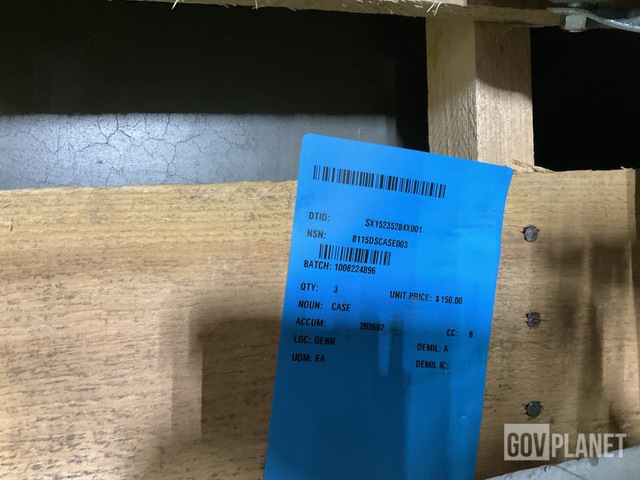 DTID: SX15235284X001
NSN: 8115DSCASE003
BATCH: 1008224896
QTY: 3 UNIT PRICE: $150.00
NOUN: CASE
ACCUM: 202602 CC: B
LOC: GENN DEMIL: A
UOM: EA DEMIL IC:
GOVPLANET